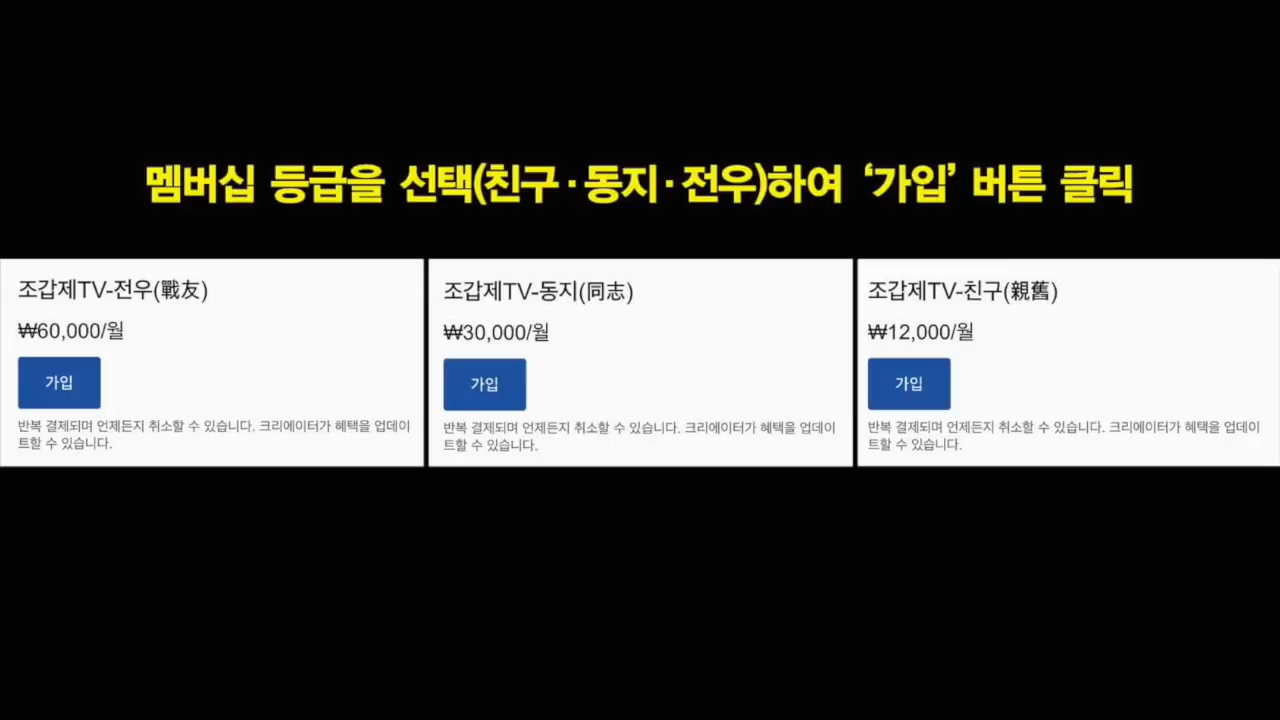 멤버십 등급을 선택(친구·동지·전우)하여 ‘가입’ 버튼 클릭
조갑제TV-전우(戰友)
₩60,000/월
가입
반복 결제되며 언제든지 취소할 수 있습니다. 크리에이터가 혜택을 업데이
트할 수 있습니다.
조갑제TV-동지(同志)
₩30,000/월
가입
반복 결제되며 언제든지 취소할 수 있습니다. 크리에이터가 혜택을 업데이
트할 수 있습니다.
조갑제TV-친구(親舊)
₩12,000/월
가입
반복 결제되며 언제든지 취소할 수 있습니다. 크리에이터가 혜택을 업데이
트할 수 있습니다.